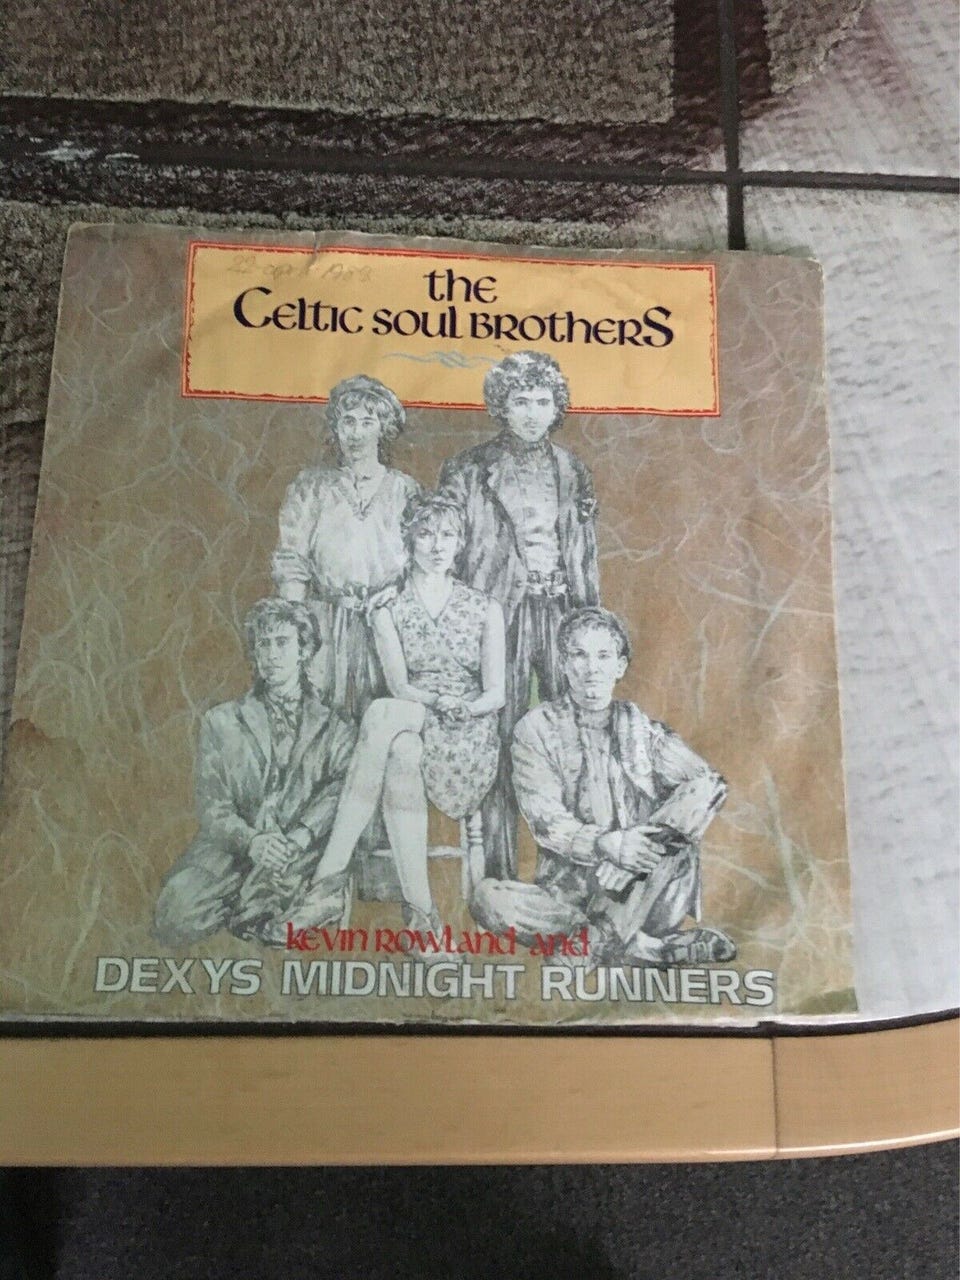 the
Celtic Soul Brothers
kevin Rowland and
DEXYS MIDNIGHT RUNNERS